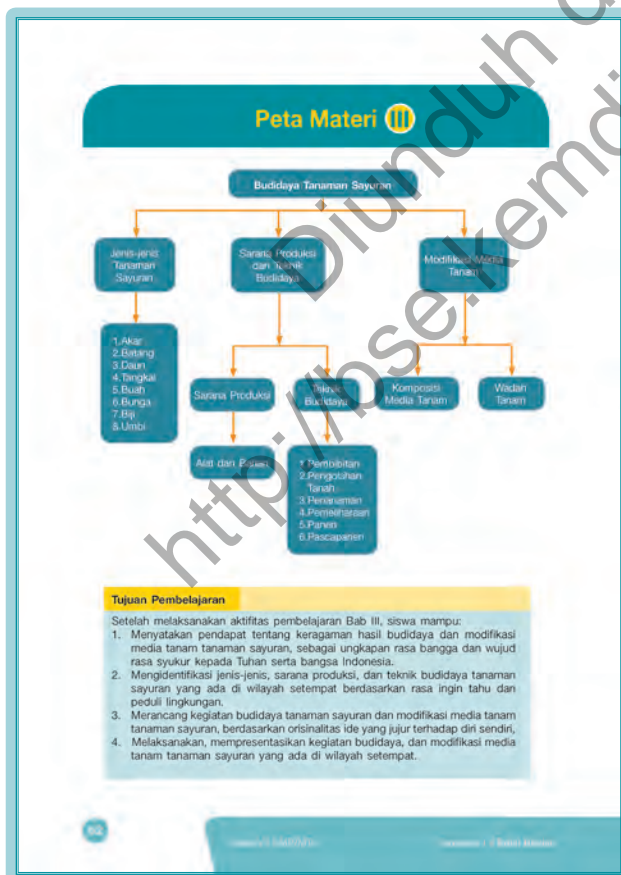 Peta Materi III
Budidaya Tanaman Sayuran
Jenis-jenis
Tanaman
Sayuran
Sarana Produksi
dan Teknik
Budidaya
Modifikasi Media
Tanam
1.Akar
2.Batang
3.Daun
4.Tangkai
5.Buah
6.Bunga
7.Biji
8.Umbi
Sarana Produksi
Teknik
Budidaya
Komposisi
Media Tanam
Wadah
Tanam
Alat dan Bahan
1.Pembibitan
2.Pengolahan
Tanah
3.Penanaman
4.Pemeliharaan
5.Panen
6.Pascapanen
Tujuan Pembelajaran
Setelah melaksanakan aktifitas pembelajaran Bab III, siswa mampu:
1. Menyatakan pendapat tentang keragaman hasil budidaya dan modifikasi
media tanam tanaman sayuran, sebagai ungkapan rasa bangga dan wujud
rasa syukur kepada Tuhan serta bangsa Indonesia.
2. Mengidentifikasi jenis-jenis, sarana produksi, dan teknik budidaya tanaman
sayuran yang ada di wilayah setempat berdasarkan rasa ingin tahu dan
peduli lingkungan.
3. Merancang kegiatan budidaya tanaman sayuran dan modifikasi media tanam
tanaman sayuran, berdasarkan orisinalitas ide yang jujur terhadap diri sendiri,
4. Melaksanakan, mempresentasikan kegiatan budidaya, dan modifikasi media
tanam tanaman sayuran yang ada di wilayah setempat.
Diunduh
http://bse.kemd